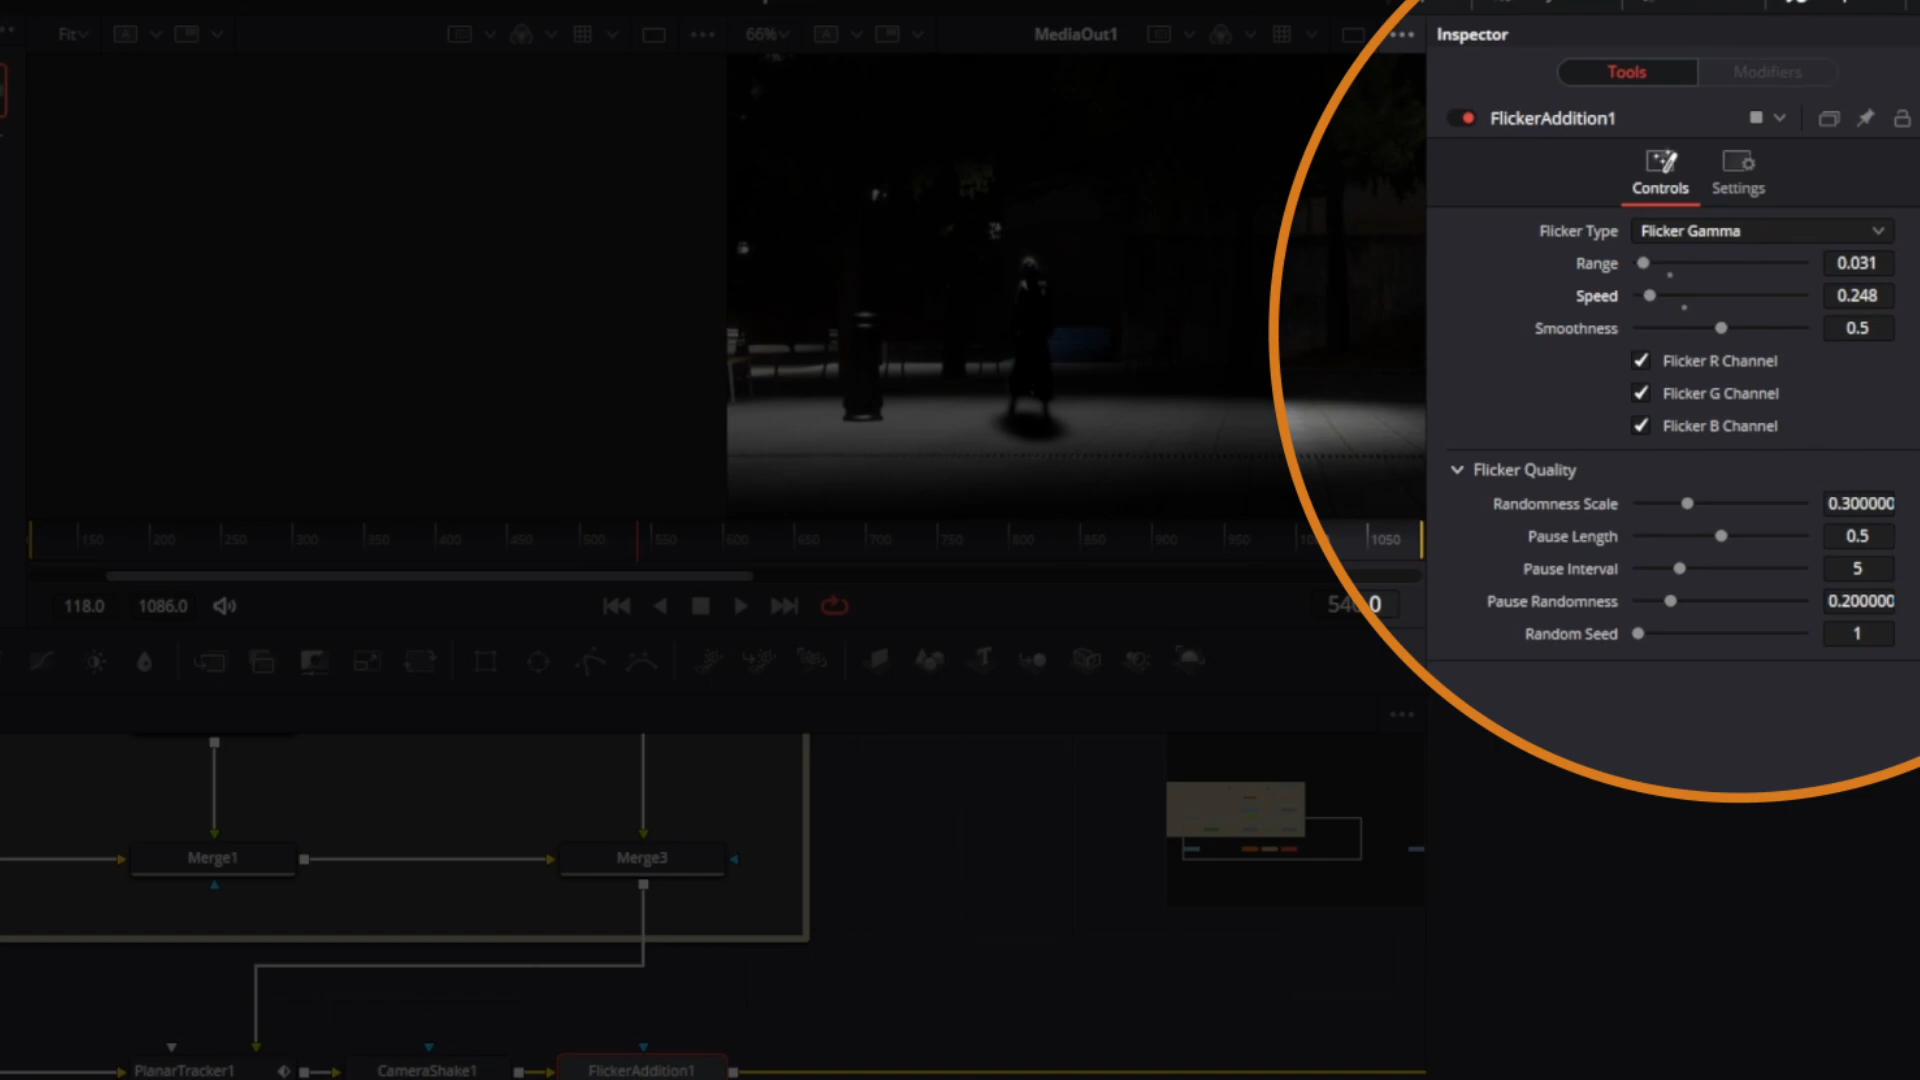 Fit
66%
MediaOut1
Inspector
Tools
Modifiers
FlickerAddition1
Controls
Settings
Flicker Type
Flicker Gamma
Range
0.031
Speed
0.248
Smoothness
0.5
Flicker R Channel
Flicker G Channel
Flicker B Channel
Flicker Quality
Randomness Scale
0.300000
Pause Length
0.5
Pause Interval
5
Pause Randomness
0.200000
Random Seed
1
150 200 250 300 350 400 450 500 550 600 650 700 750 800 850 900 950 1050
118.0
1086.0
Merge1
Merge3
PlanarTracker1
CameraShake1
FlickerAddition1